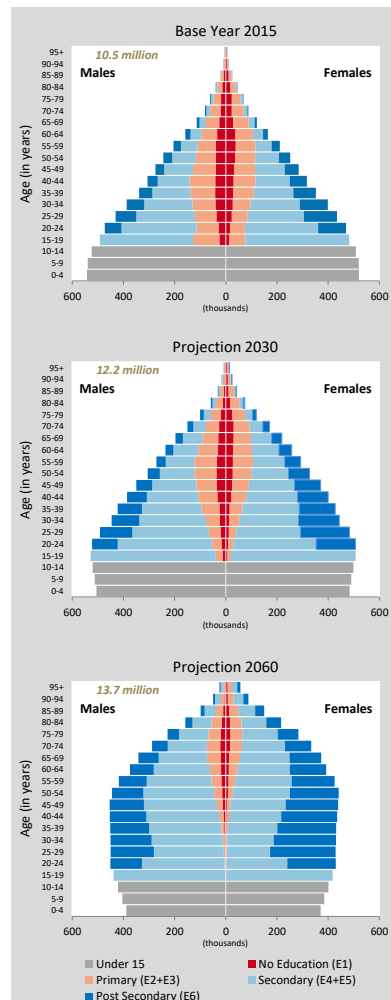 Base Year 2015
10.5 million
Males
Females
Age (in years)
95+
90-94
85-89
80-84
75-79
70-74
65-69
60-64
55-59
50-54
45-49
40-44
35-39
30-34
25-29
20-24
15-19
10-14
5-9
0-4
600 400 200 0 200 400 600
(thousands)
Projection 2030
12.2 million
Males
Females
Age (In years)
95+
90-94
85-89
80-84
75-79
70-74
65-69
60-64
55-59
50-54
45-49
40-44
35-39
30-34
25-29
20-24
15-19
10-14
5-9
0-4
600 400 200 0 200 400 600
(thousands)
Projection 2060
13.7 million
Males
Females
Age (in years)
95+
90-94
85-89
80-84
75-79
70-74
65-69
60-64
55-59
50-54
45-49
40-44
35-39
30-34
25-29
20-24
15-19
10-14
5-9
0-4
600 400 200 0 200 400 600
(thousands)
Under 15 No Education (E1)
Primary (E2+E3) Secondary (E4+E5)
Post Secondary (E6)